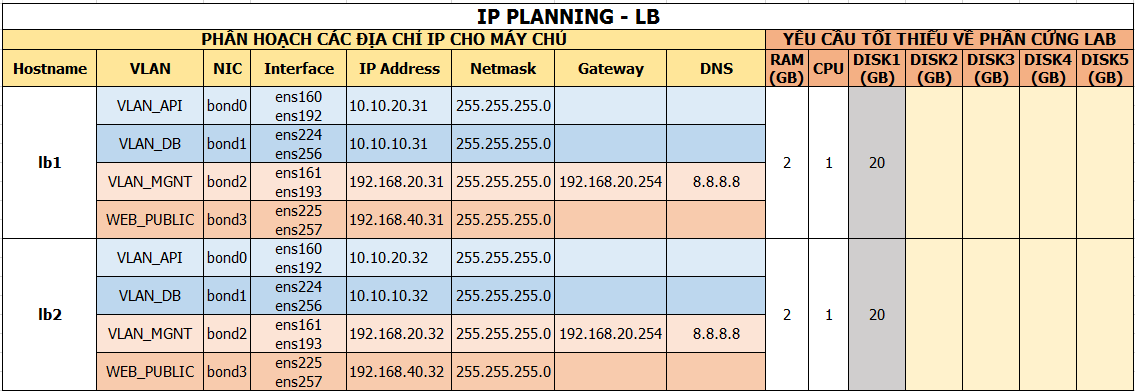 IP PLANNING - LB
PHÂN HOẠCH CÁC ĐỊA CHỈ IP CHO MÁY CHỦ YÊU CẦU TỐI THIỂU VỀ PHẦN CỨNG LAB
Hostname VLAN NIC Interface IP Address Netmask Gateway DNS RAM (GB) CPU DISK1 (GB) DISK2 (GB) DISK3 (GB) DISK4 (GB) DISK5 (GB)
lb1 2 1 20
VLAN_API bond0 ens160 ens192 10.10.20.31 255.255.255.0
VLAN_DB bond1 ens224 ens256 10.10.10.31 255.255.255.0
VLAN_MGNT bond2 ens161 ens193 192.168.20.31 255.255.255.0 192.168.20.254 8.8.8.8
WEB_PUBLIC bond3 ens225 ens257 192.168.40.31 255.255.255.0
lb2 2 1 20
VLAN_API bond0 ens160 ens192 10.10.20.32 255.255.255.0
VLAN_DB bond1 ens224 ens256 10.10.10.32 255.255.255.0
VLAN_MGNT bond2 ens161 ens193 192.168.20.32 255.255.255.0 192.168.20.254 8.8.8.8
WEB_PUBLIC bond3 ens225 ens257 192.168.40.32 255.255.255.0